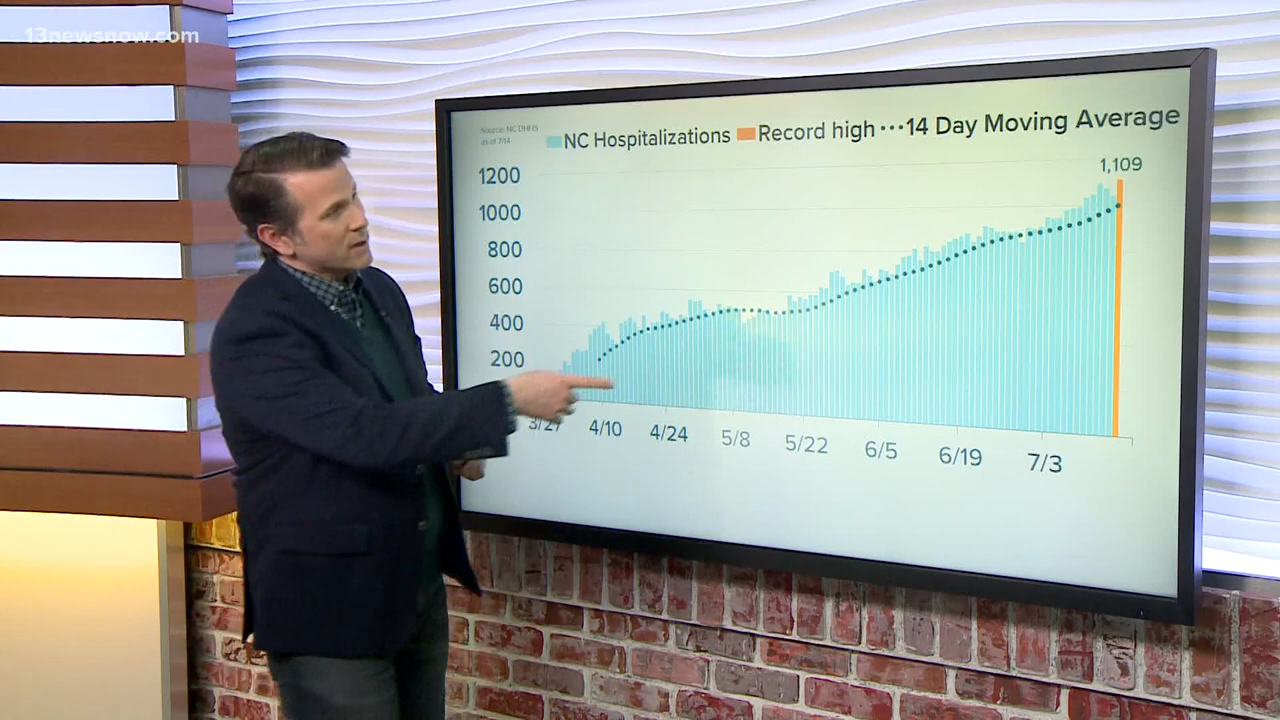 13newsnow.com
Source: NC DHHS
as of 7/14
NC Hospitalizations Record high 14 Day Moving Average
1200
1,109
1000
800
600
400
200
3/27 4/10 4/24 5/8 5/22 6/5 6/19 7/3